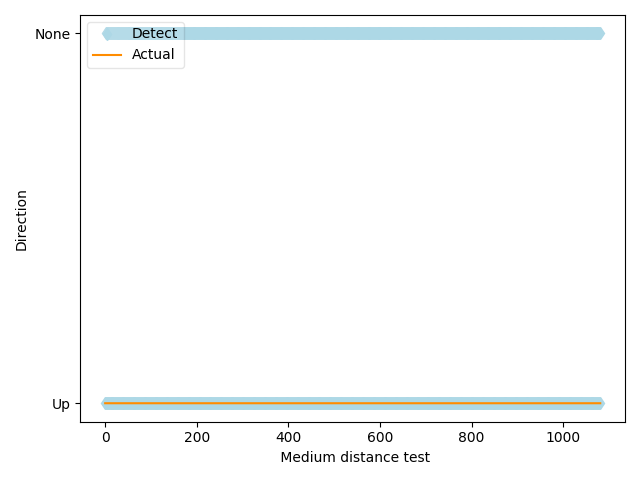 None
Detect
Actual
Direction
Up
0 200 400 600 800 1000
Medium distance test